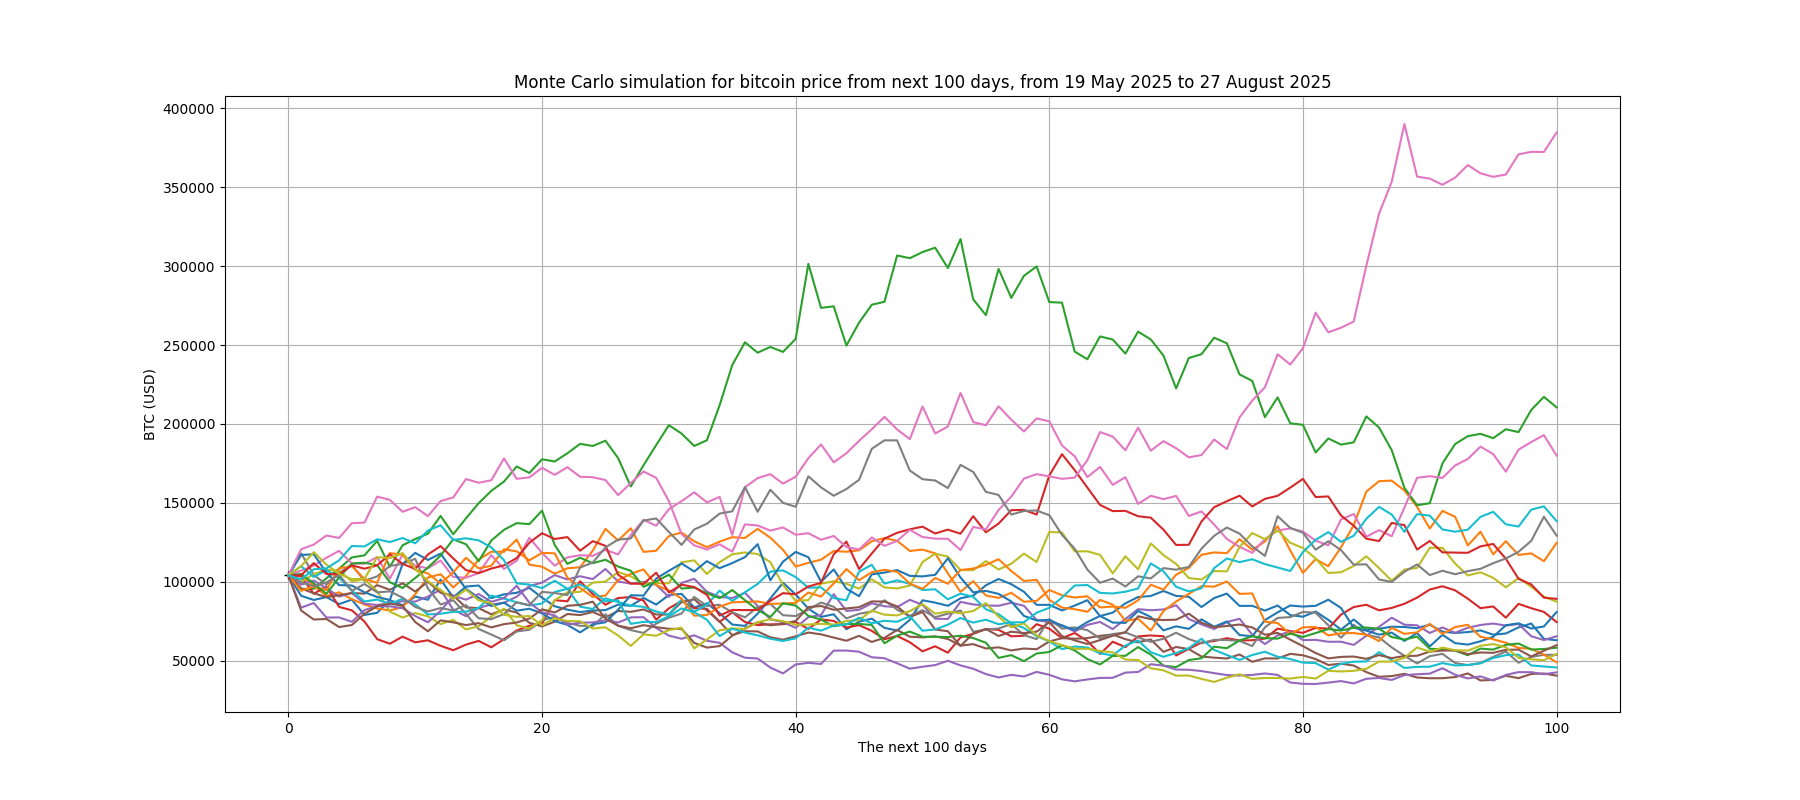 Monte Carlo simulation for bitcoin price from next 100 days, from 19 May 2025 to 27 August 2025
400000
350000
300000
250000
200000
150000
100000
50000
BTC (USD)
0 20 40 60 80 100
The next 100 days